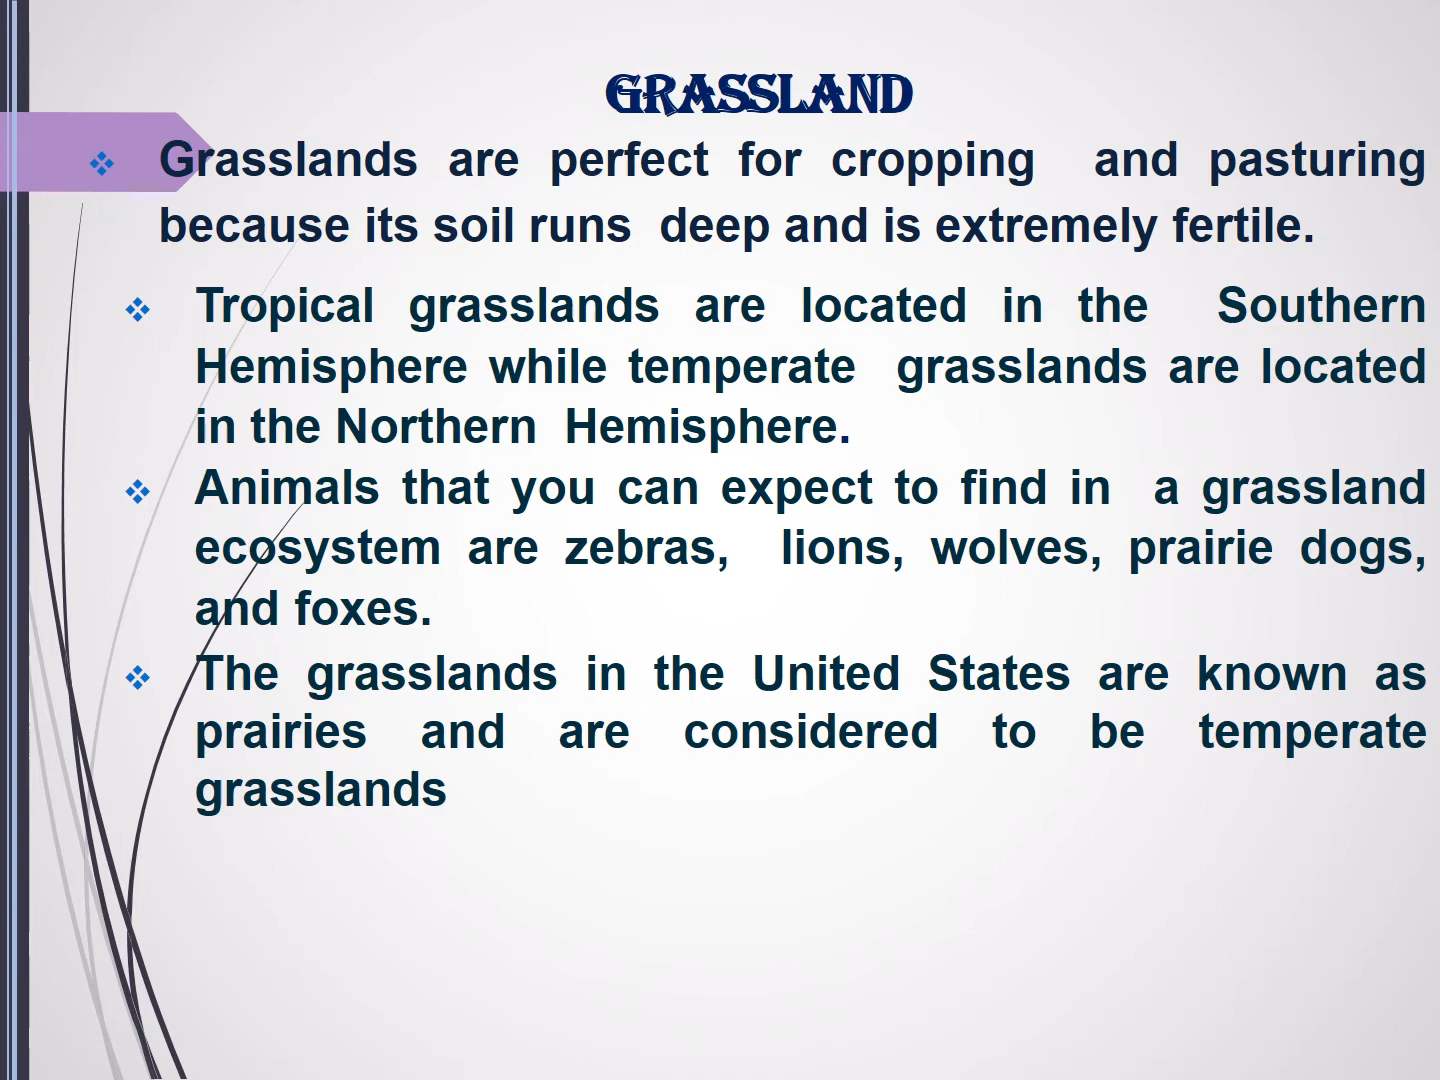 GRASSLAND
❖ Grasslands are perfect for cropping and pasturing
because its soil runs deep and is extremely fertile.
❖ Tropical grasslands are located in the Southern
Hemisphere while temperate grasslands are located
in the Northern Hemisphere.
❖ Animals that you can expect to find in a grassland
ecosystem are zebras, lions, wolves, prairie dogs,
and foxes.
❖ The grasslands in the United States are known as
prairies and are considered to be temperate
grasslands